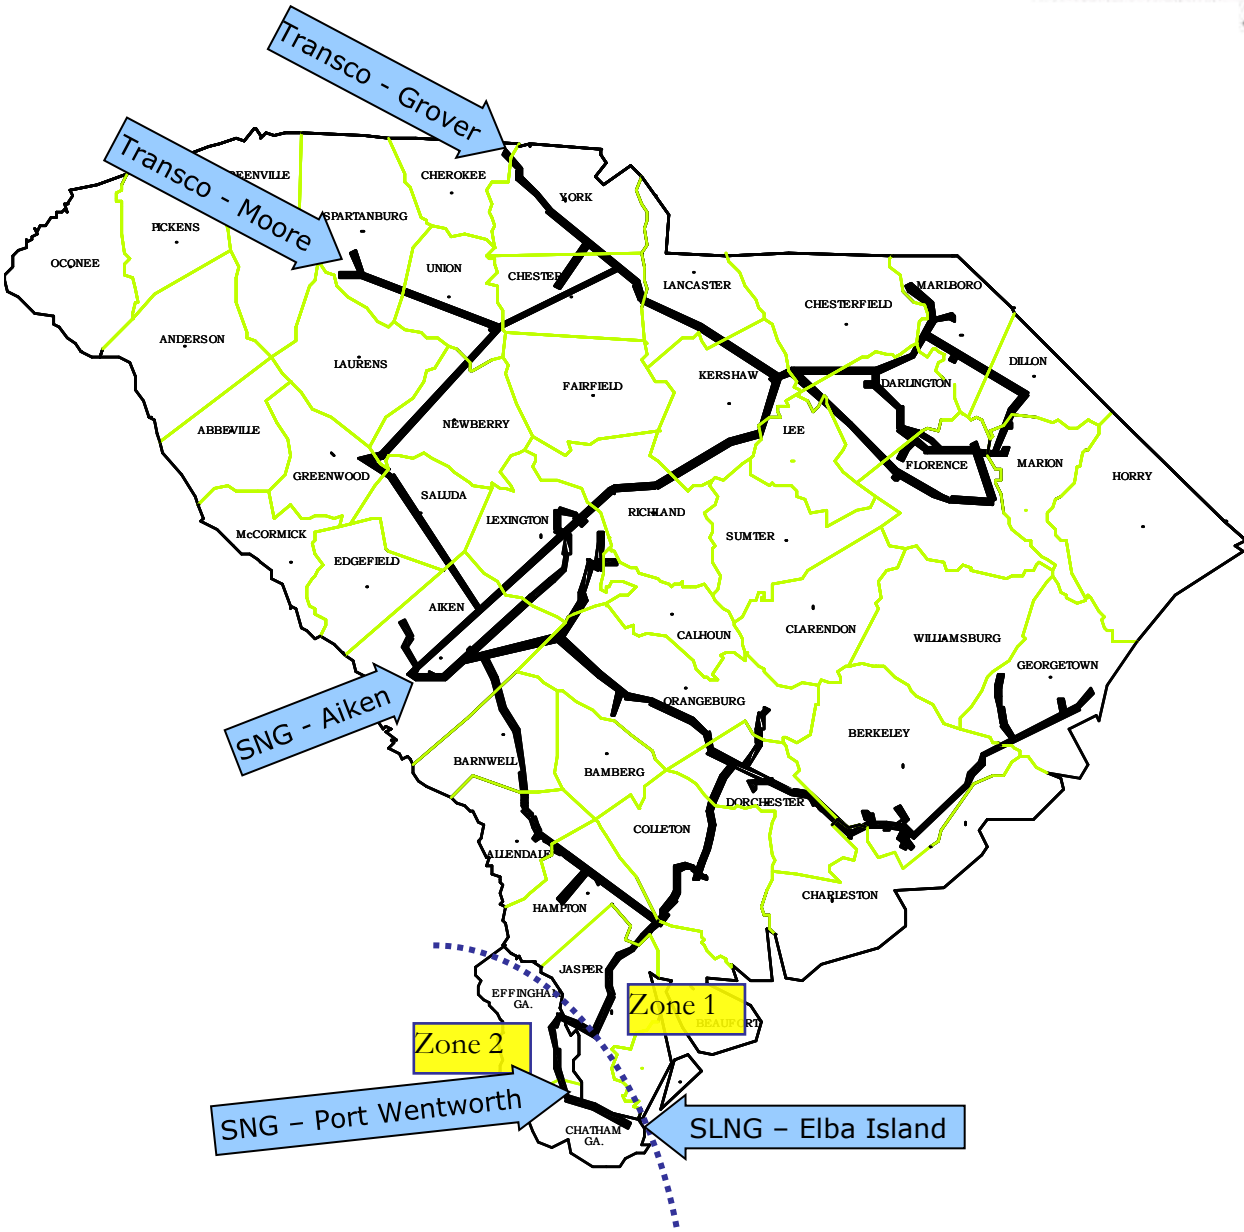 Transco - Grover
Transco - Moore
CHEROKEE
YORK
SPARTANBURG
PICKENS
OCONEE
UNION
CHESTER
LANCASTER
CHESTERFIELD
MARLBORO
ANDERSON
LAURENS
FAIRFIELD
KERSHAW
DARLINGTON
DILLON
ABBEVILLE
NEWBERRY
LEE
GREENWOOD
SALUDA
FLORENCE
MARION
HORRY
McCORMICK
LEXINGTON
RICHLAND
SUMTER
EDGEFIELD
AIKEN
CALHOUN
CLARENDON
WILLIAMSBURG
GEORGETOWN
SNG - Aiken
ORANGEBURG
BERKELEY
BARNWELL
BAMBERG
DORCHESTER
COLLETON
ALLENDALE
CHARLESTON
HAMPTON
JASPER
EFFINGHAM
GA.
Zone 1
BEAUFORT
Zone 2
SNG – Port Wentworth
SLNG – Elba Island
CHATHAM
GA.